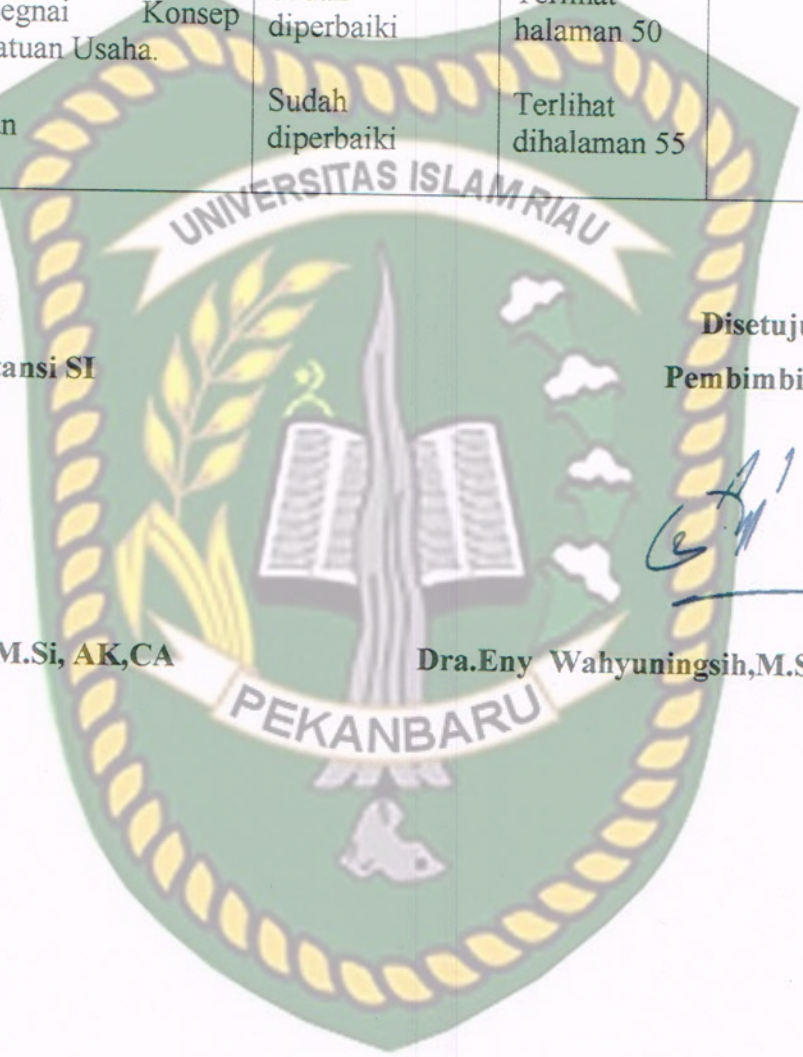 egnai Konsep
atuan Usaha.
diperbaiki
halaman 50
n
Sudah
diperbaiki
Terlihat
dihalaman 55
UNIVERSITAS ISLAM RIAU
Disetuju
tansi SI
Pembimbi
M.Si, AK,CA
Dra.Eny Wahyuningsih,M.S
PEKANBARU